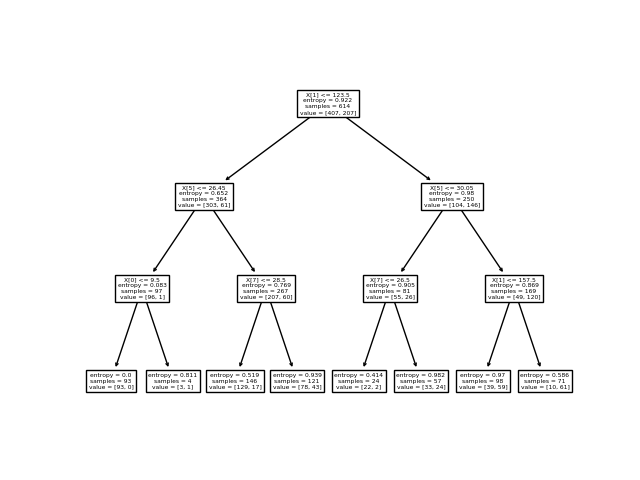 X[1] <= 123.5
entropy = 0.922
samples = 614
value = [407, 207]
X[5] <= 26.45
entropy = 0.652
samples = 364
value = [303, 61]
X[5] <= 30.05
entropy = 0.98
samples = 250
value = [104, 146]
X[0] <= 9.5
entropy = 0.083
samples = 97
value = [96, 1]
X[7] <= 28.5
entropy = 0.769
samples = 267
value = [207, 60]
X[7] <= 26.5
entropy = 0.905
samples = 81
value = [55, 26]
X[1] <= 157.5
entropy = 0.869
samples = 169
value = [49, 120]
entropy = 0.0
samples = 93
value = [93, 0]
entropy = 0.811
samples = 4
value = [3, 1]
entropy = 0.519
samples = 146
value = [129, 17]
entropy = 0.939
samples = 121
value = [78, 43]
entropy = 0.414
samples = 24
value = [22, 2]
entropy = 0.982
samples = 57
value = [33, 24]
entropy = 0.97
samples = 98
value = [39, 59]
entropy = 0.586
samples = 71
value = [10, 61]